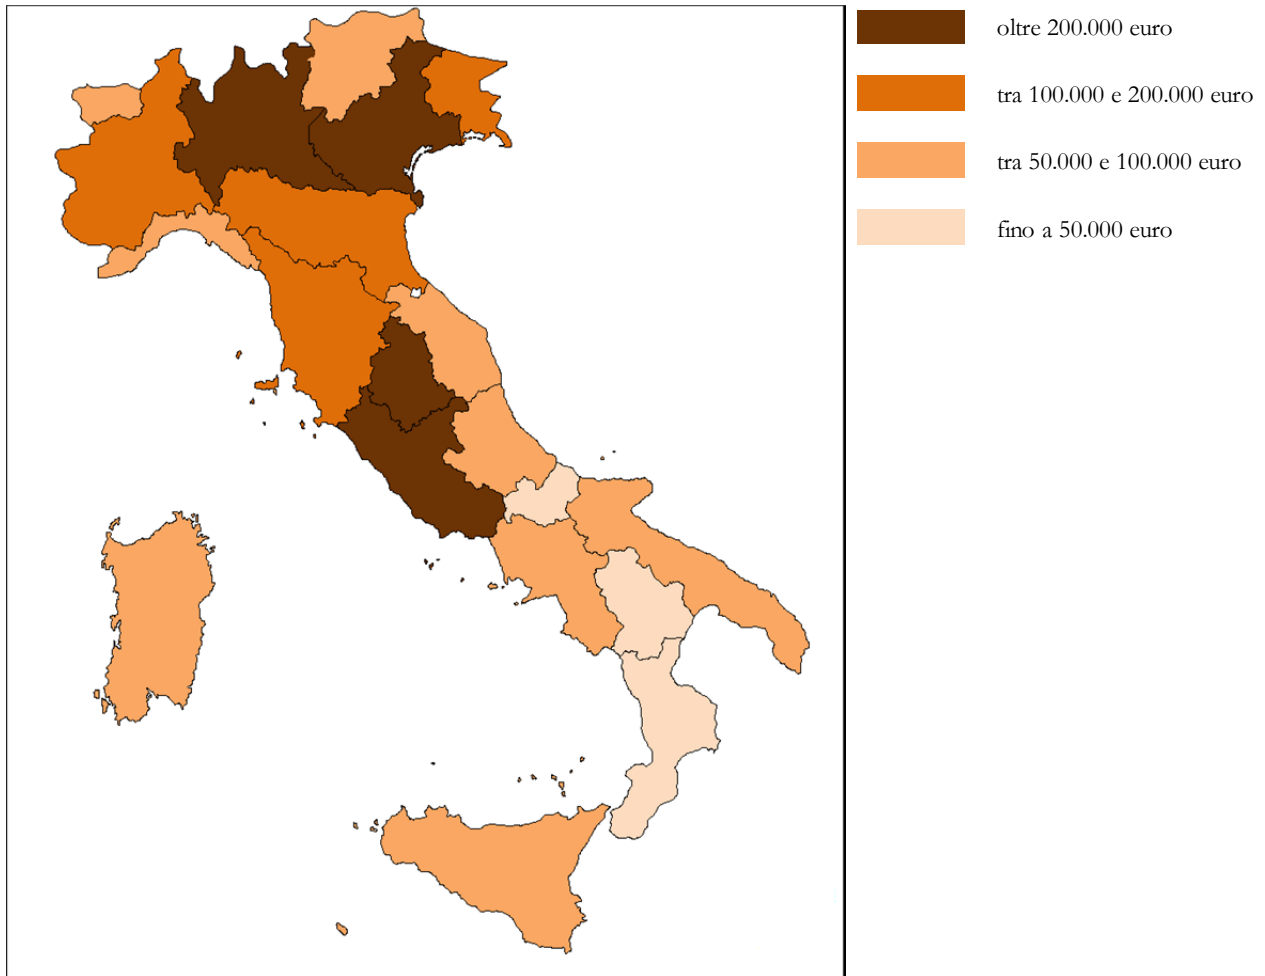 oltre 200.000 euro
tra 100.000 e 200.000 euro
tra 50.000 e 100.000 euro
fino a 50.000 euro